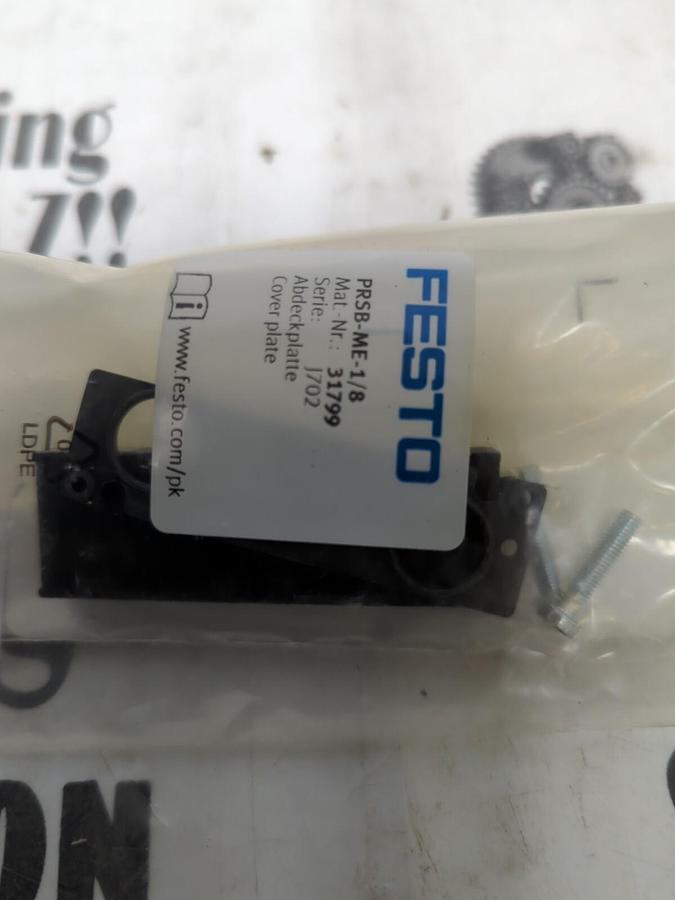 ing
Z!!
FESTO
PRSB-ME-1/8
Mat.-Nr.: 31799
Serie: J702
Abdeckplatte
Cover plate
www.festo.com/pk
LDPE
ON